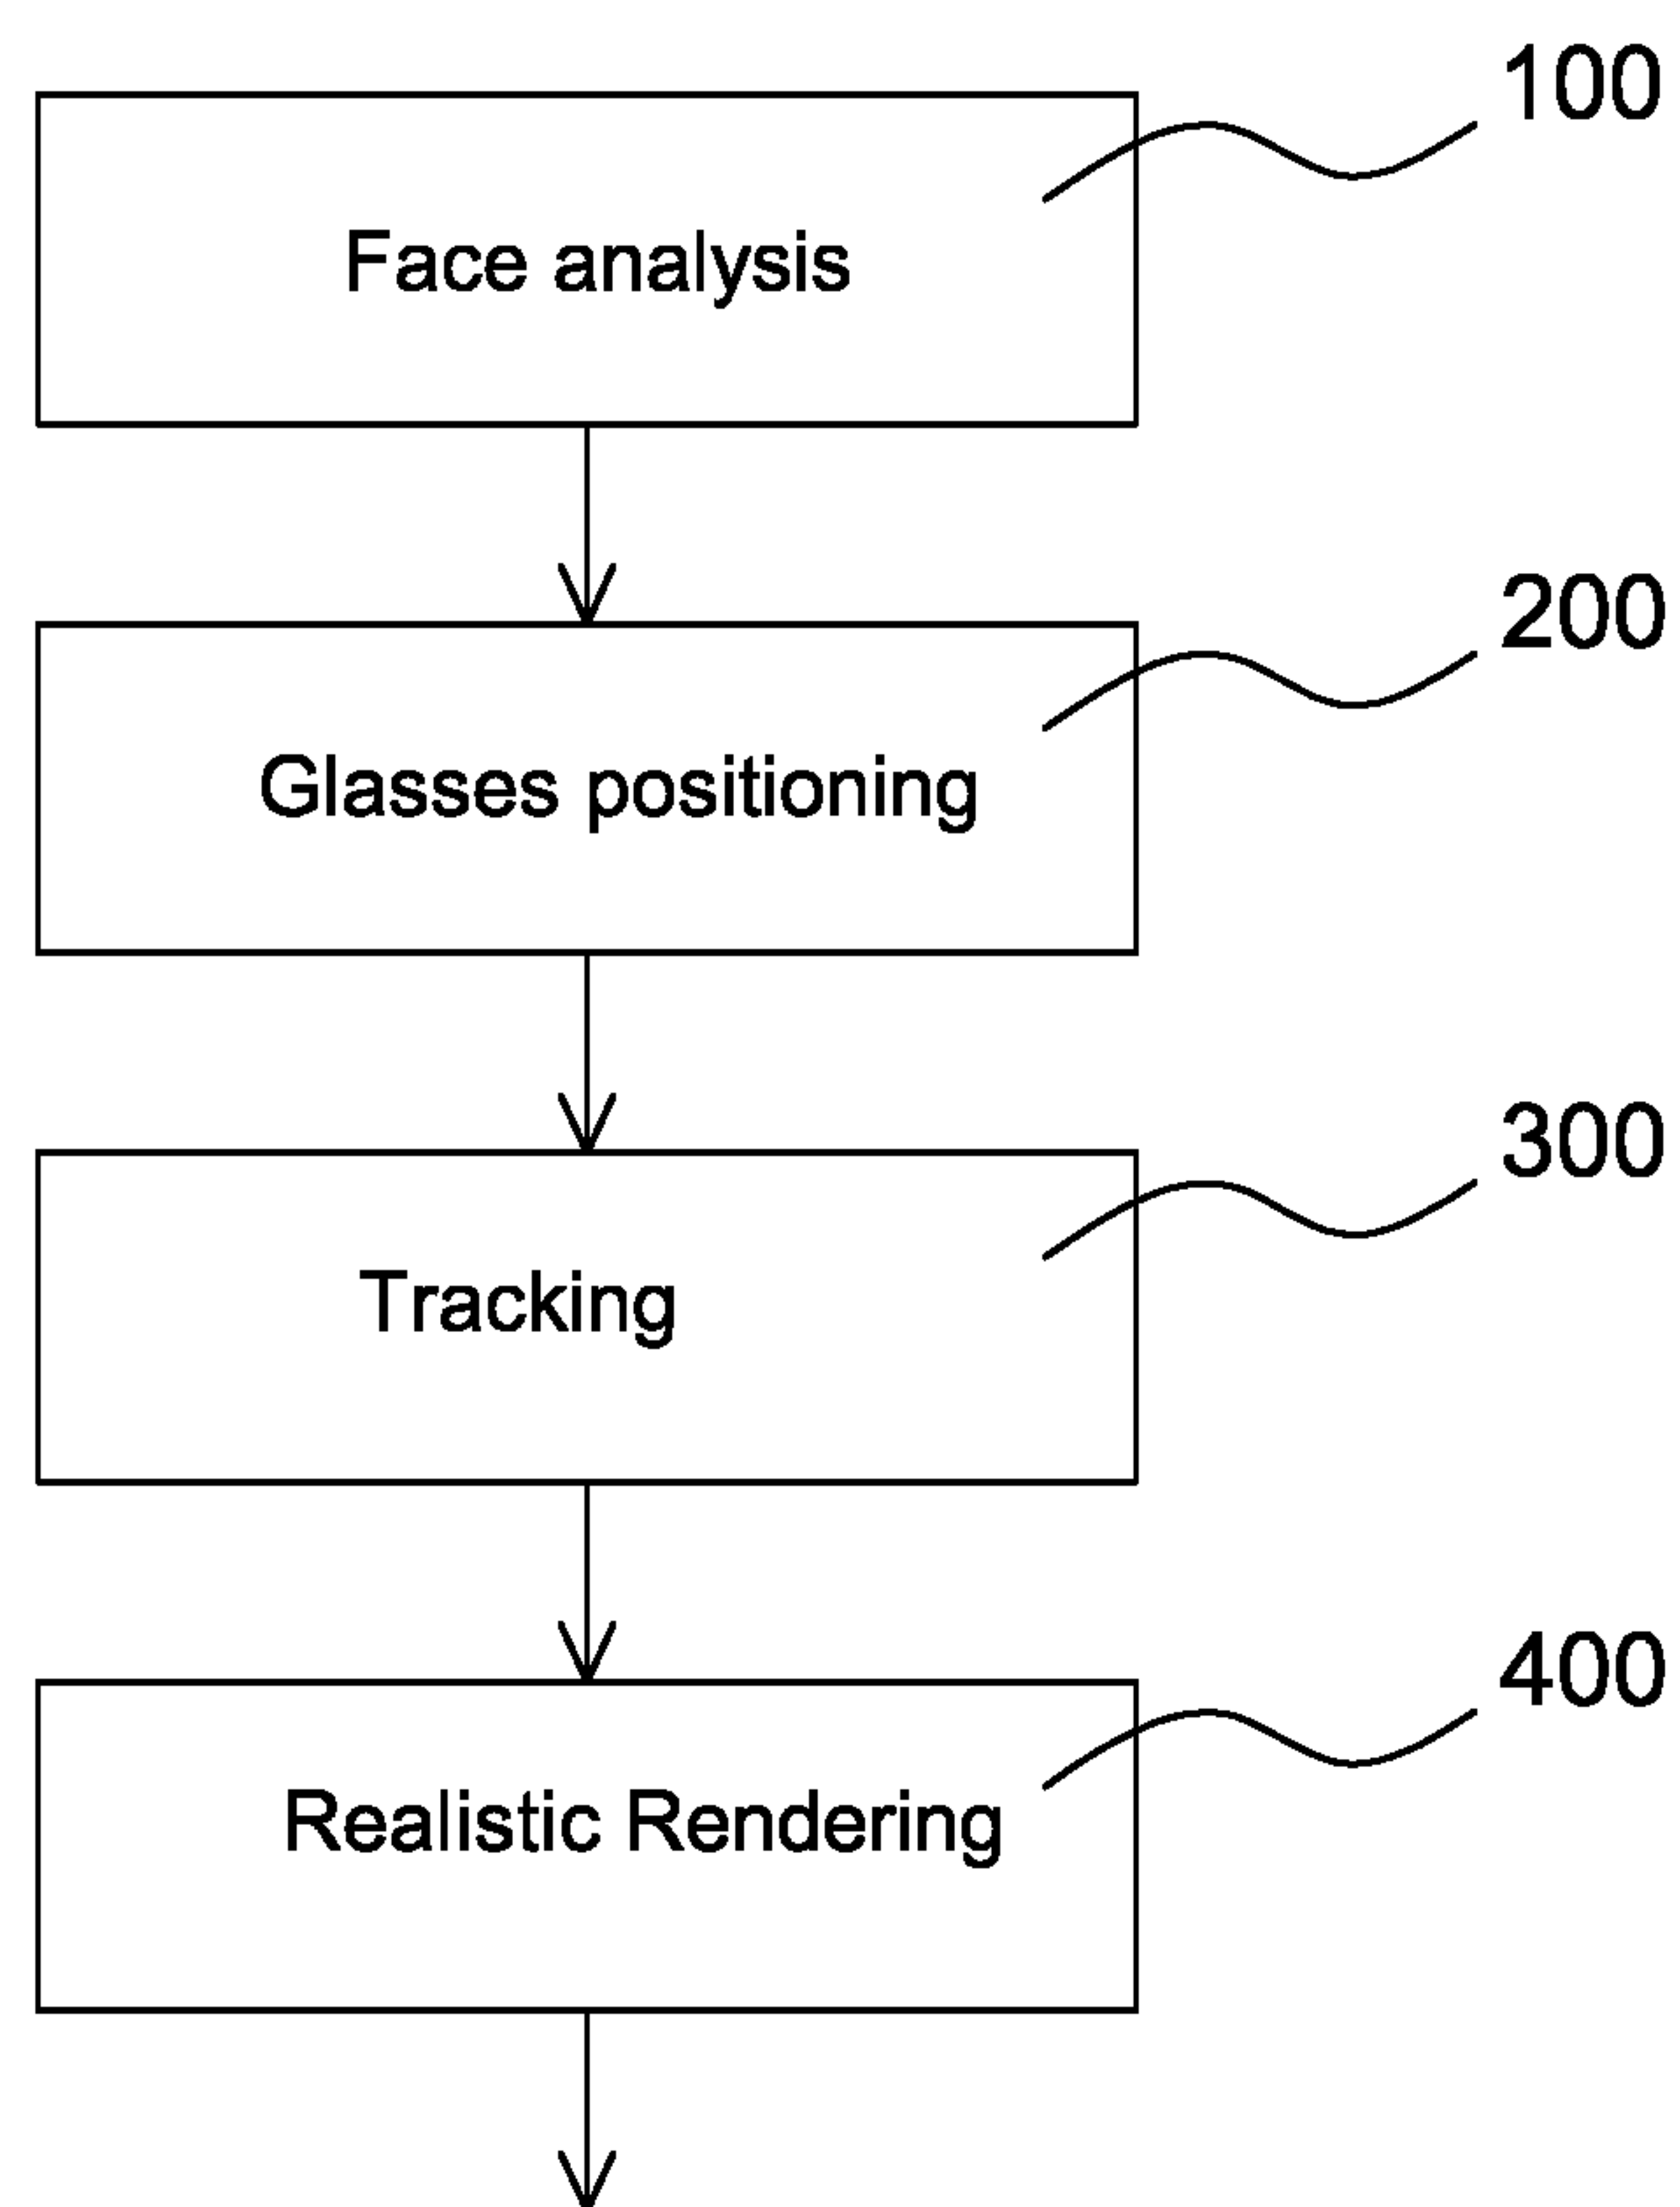 100
Face analysis
200
Glasses positioning
300
Tracking
400
Realistic Rendering